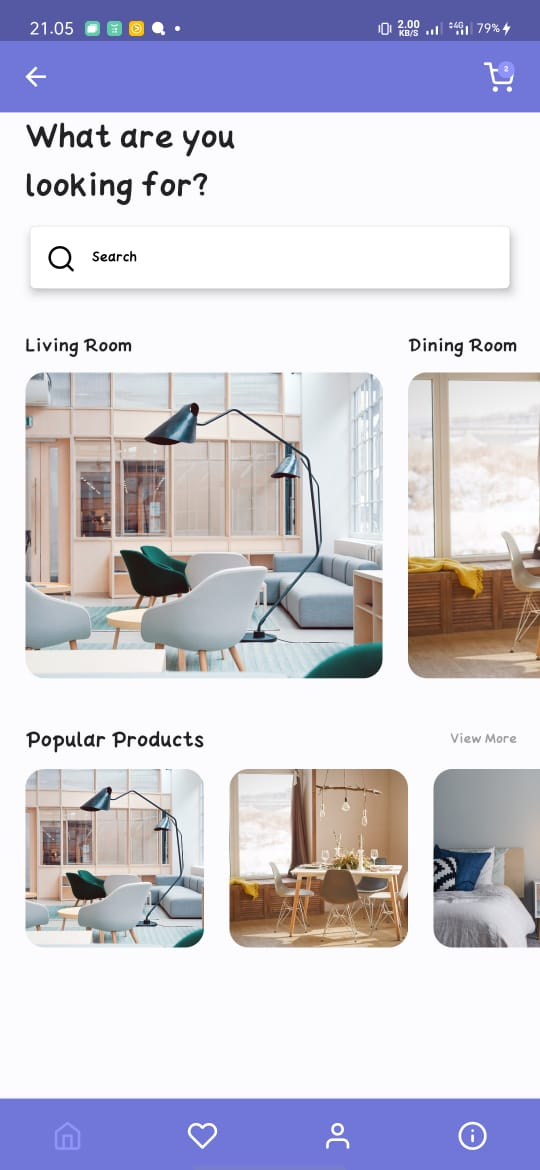 21.05
2.00
KB/S
4G
79%
2
What are you
looking for?
Search
Living Room
Dining Room
Popular Products
View More